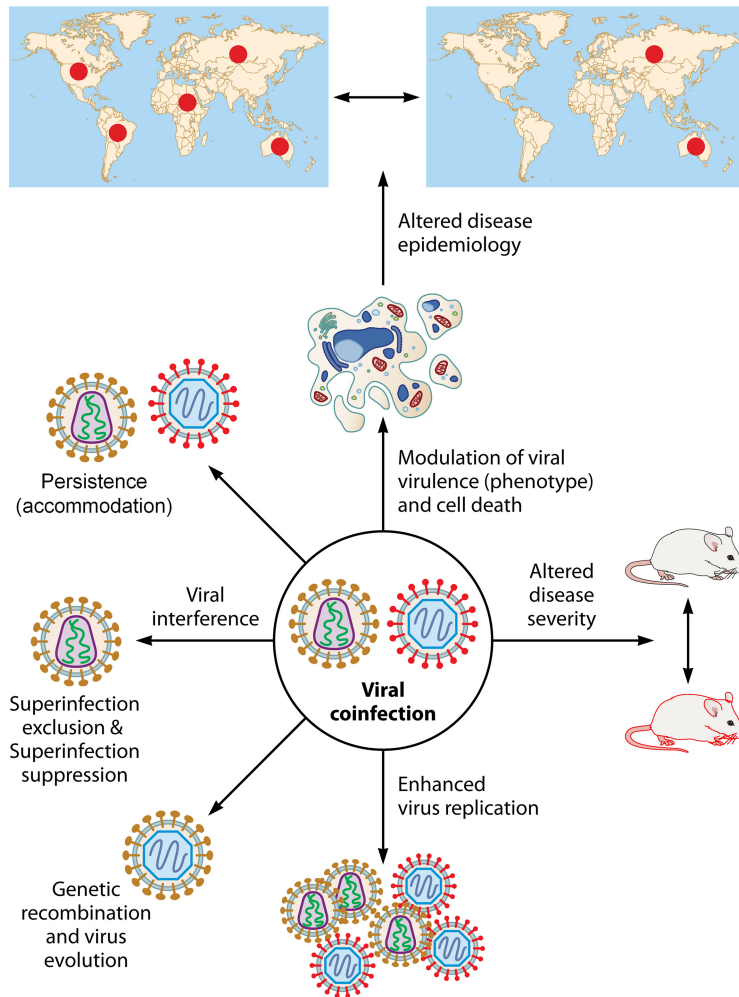 Altered disease
epidemiology
Persistence
(accommodation)
Modulation of viral
virulence (phenotype)
and cell death
Viral
interference
Altered
disease
severity
Viral
coinfection
Superinfection
exclusion &
Superinfection
suppression
Enhanced
virus replication
Genetic
recombination
and virus
evolution